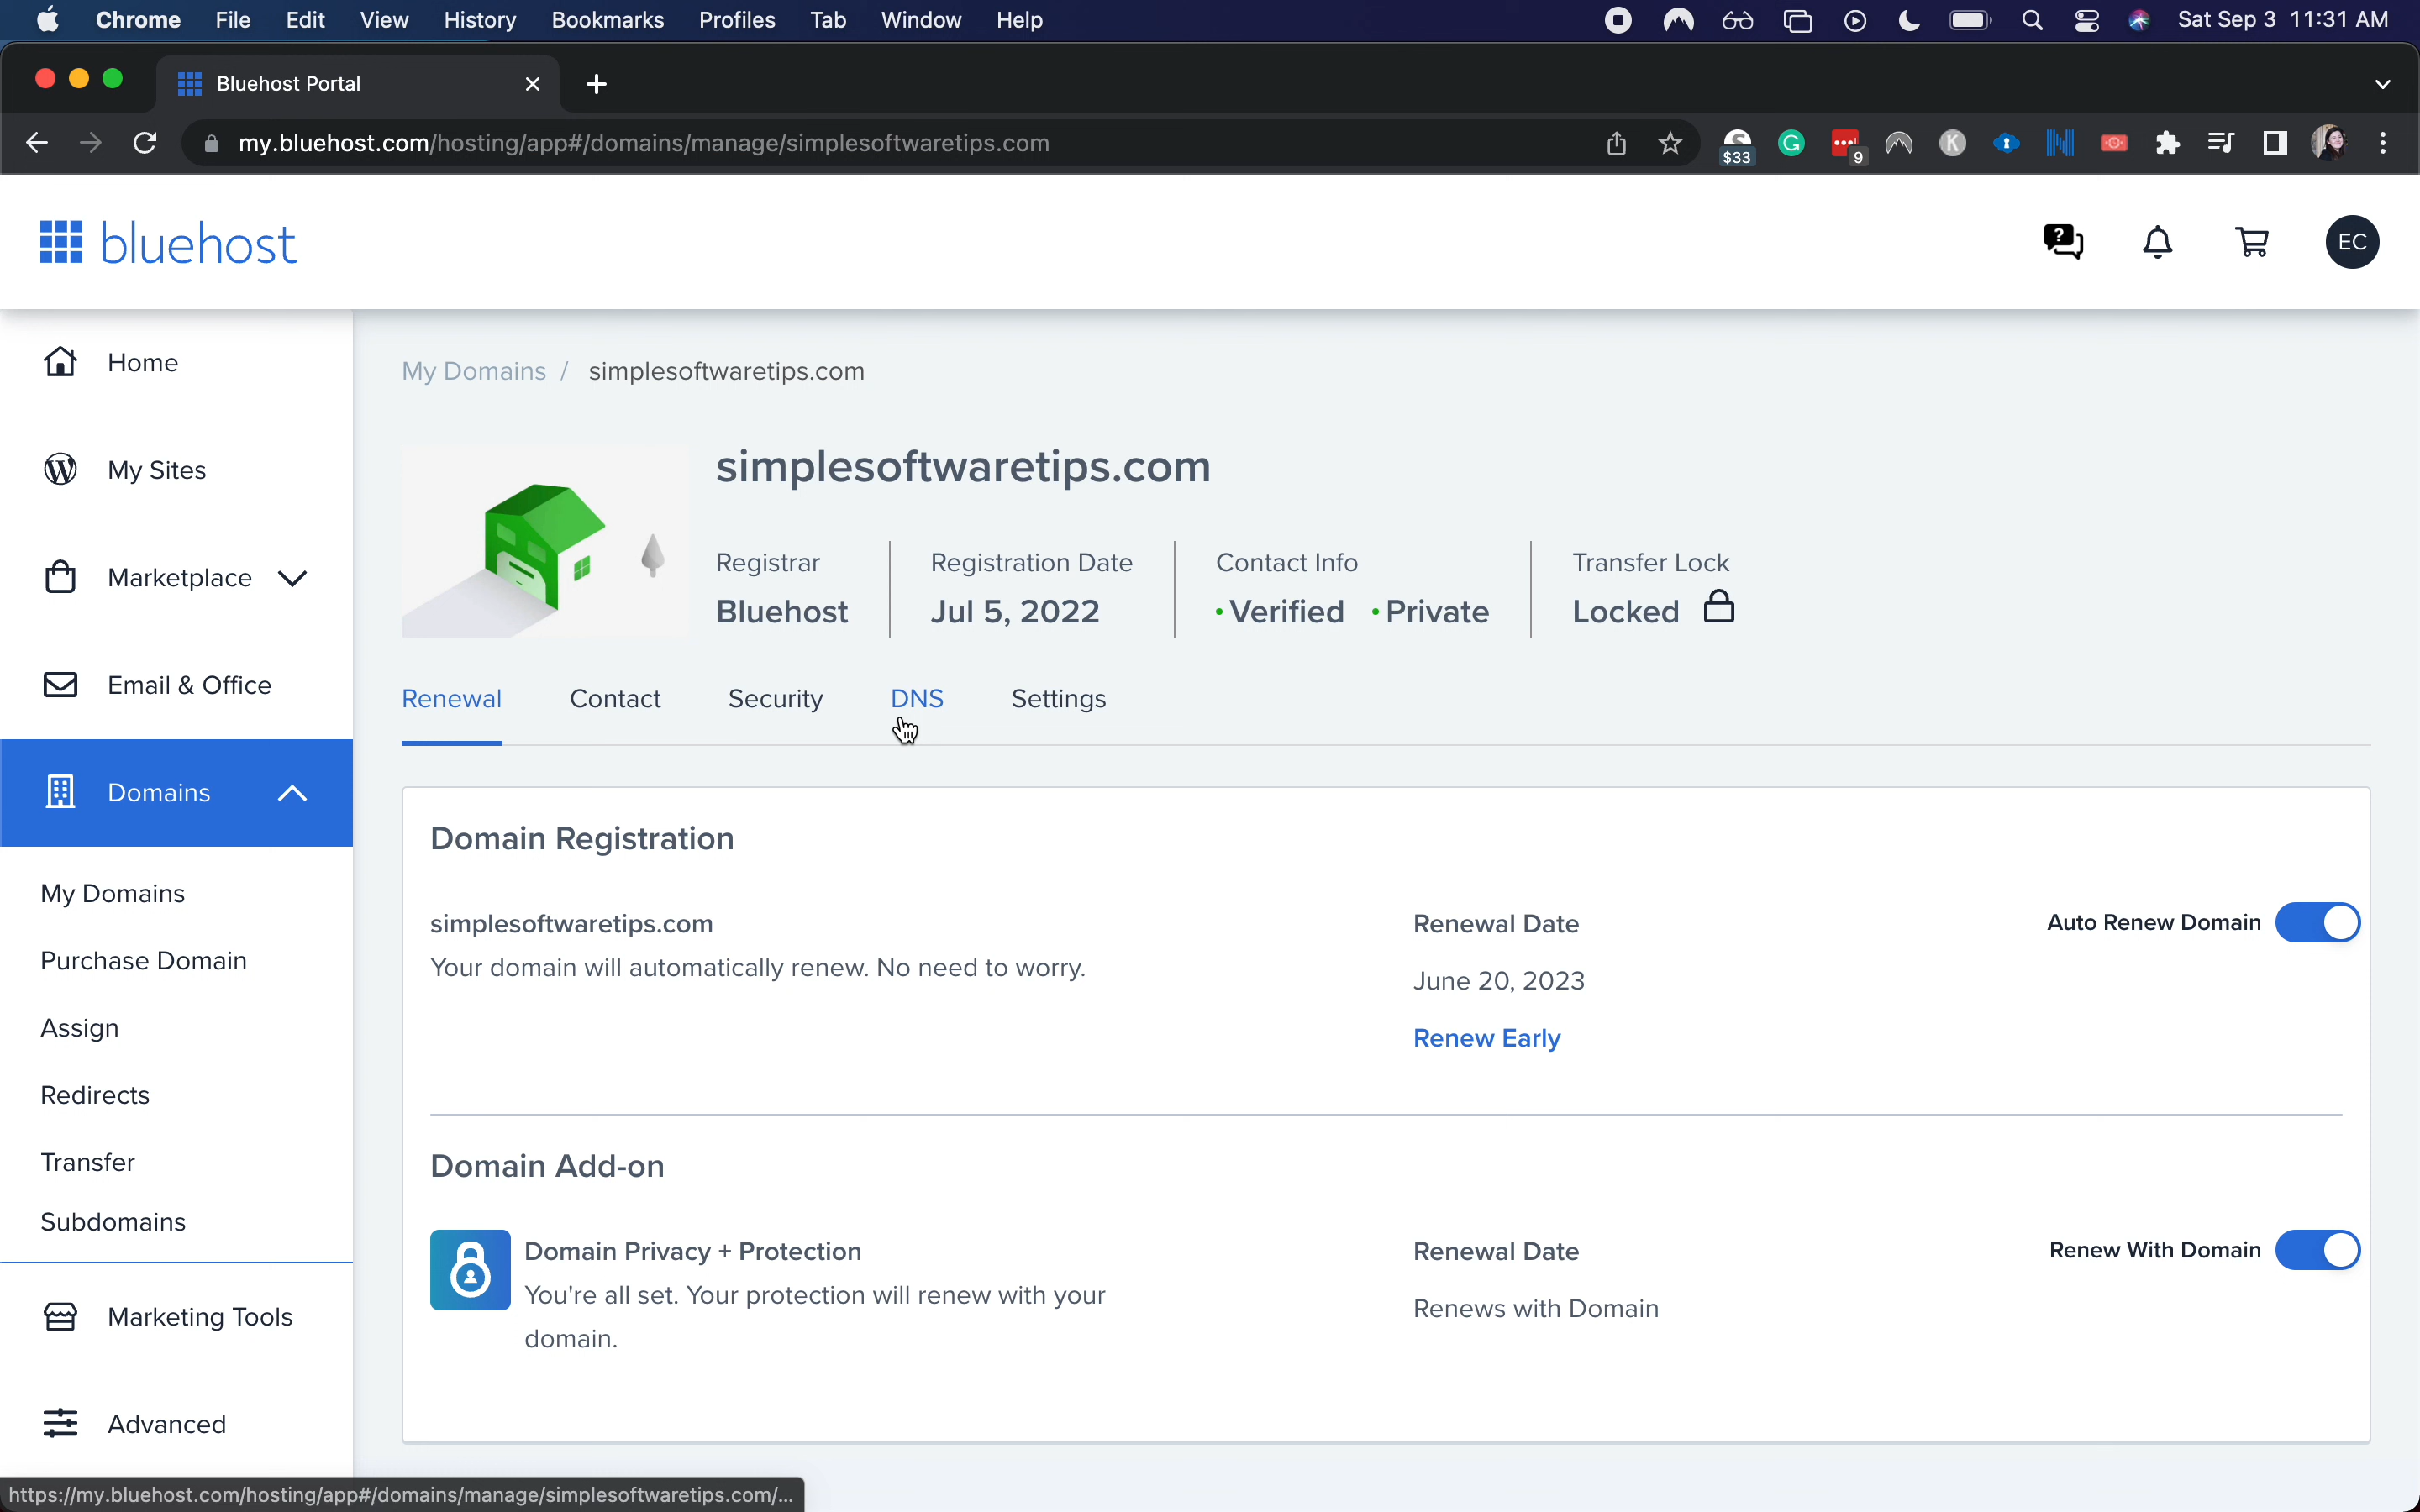 Chrome File Edit View History Bookmarks Profiles Tab Window Help Sat Sep 3 11:31 AM
Bluehost Portal
my.bluehost.com/hosting/app#/domains/manage/simplesoftwaretips.com
$33
9
K
bluehost
EC
Home
My Sites
Marketplace
Email & Office
Domains
My Domains
Purchase Domain
Assign
Redirects
Transfer
Subdomains
Marketing Tools
Advanced
My Domains / simplesoftwaretips.com
simplesoftwaretips.com
Registrar
Bluehost
Registration Date
Jul 5, 2022
Contact Info
• Verified • Private
Transfer Lock
Locked
Renewal Contact Security DNS Settings
Domain Registration
simplesoftwaretips.com
Your domain will automatically renew. No need to worry.
Renewal Date
June 20, 2023
Renew Early
Auto Renew Domain
Domain Add-on
Domain Privacy + Protection
You're all set. Your protection will renew with your
domain.
Renewal Date
Renews with Domain
Renew With Domain
https://my.bluehost.com/hosting/app#/domains/manage/simplesoftwaretips.com/...